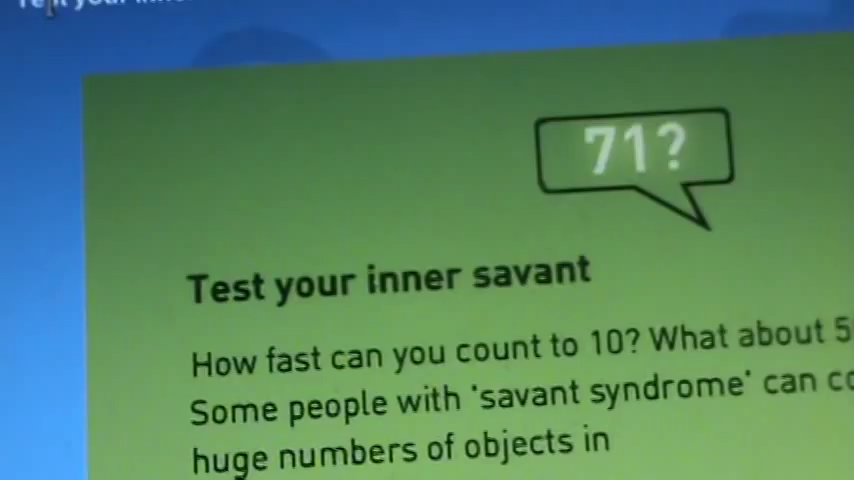 71?
Test your inner savant
How fast can you count to 10? What about
Some people with 'savant syndrome' can
huge numbers of objects in